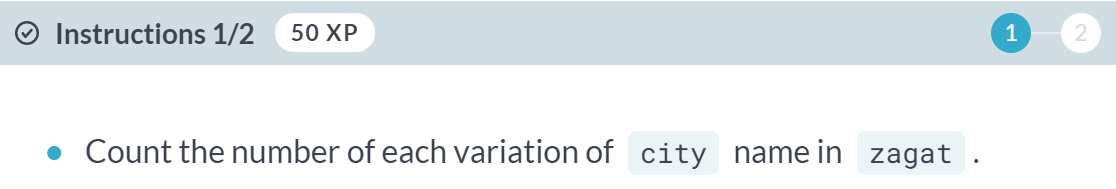 Instructions 1/2 50 XP 1 2
Count the number of each variation of city name in zagat .